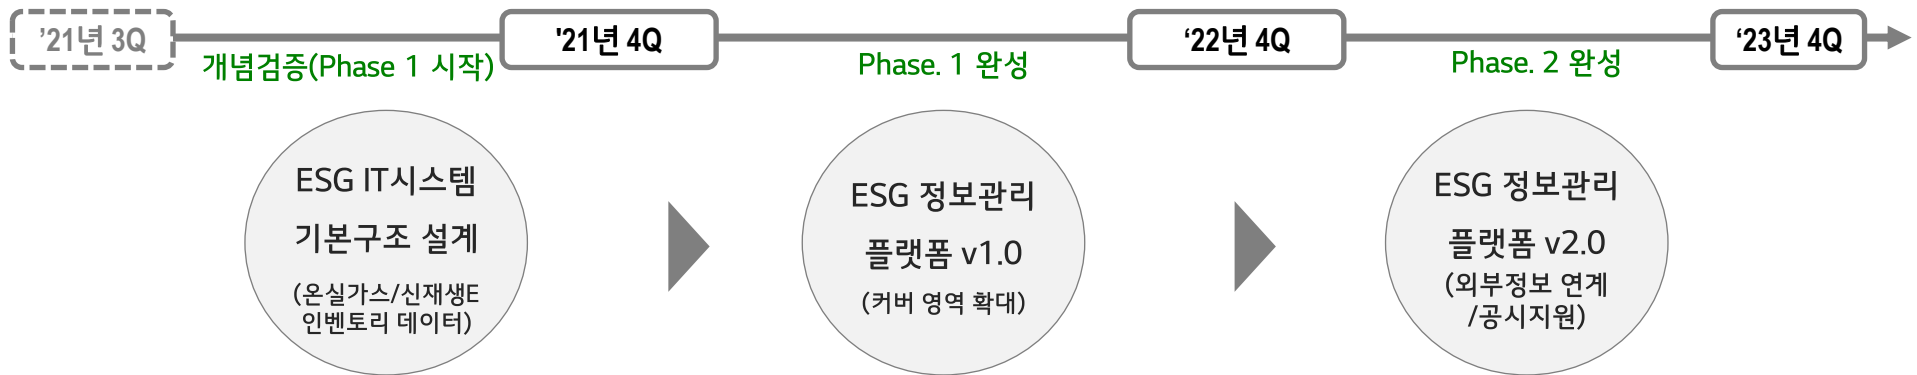 ’21년 3Q
개념검증(Phase 1 시작)
'21년 4Q
Phase. 1 완성
‘22년 4Q
Phase. 2 완성
‘23년 4Q
ESG IT시스템
기본구조 설계
(온실가스/신재생E
인벤토리 데이터)
ESG 정보관리
플랫폼 v1.0
(커버 영역 확대)
ESG 정보관리
플랫폼 v2.0
(외부정보 연계
/공시지원)